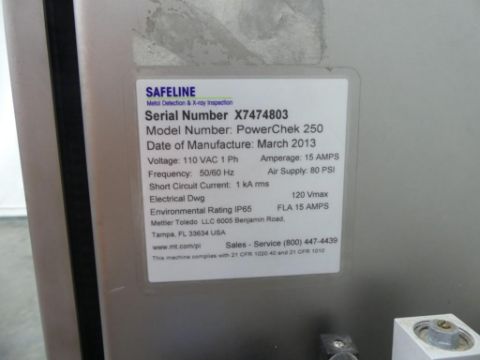 SAFELINE
Metal Detection & X-ray Inspection
Serial Number X7474803
Model Number: PowerChek 250
Date of Manufacture: March 2013
Voltage: 110 VAC 1 Ph Amperage: 15 AMPS
Frequency: 50/60 Hz Air Supply: 80 PSI
Short Circuit Current: 1 kA rms
Electrical Dwg 120 Vmax
Environmental Rating IP65 FLA 15 AMPS
Mettler Toledo LLC 6005 Benjamin Road,
Tampa, FL 33634 USA
www.mt.com/pi Sales - Service (800) 447-4439
This machine complies with 21 CFR 1020.40 and 21 CFR 1010